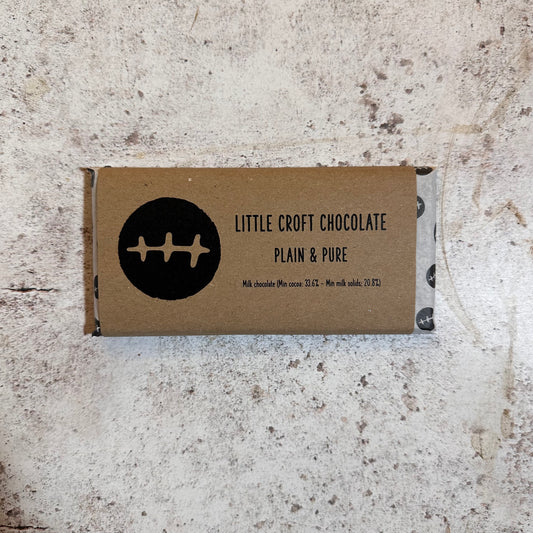 LITTLE CROFT CHOCOLATE
PLAIN & PURE
Milk chocolate (Min cocoa: 33.6% - Min milk solids: 20.8%)